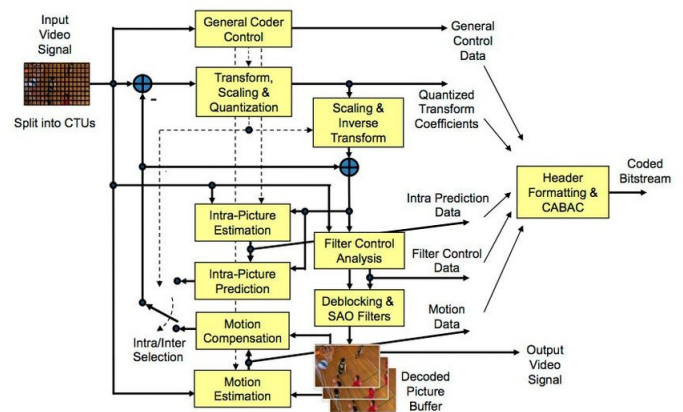 Input
Video
Signal
Split into CTUs
General Coder
Control
Transform,
Scaling &
Quantization
-
Scaling &
Inverse
Transform
General
Control
Data
Quantized
Transform
Coefficients
Intra-Picture
Estimation
Intra-Picture
Prediction
Filter Control
Analysis
Deblocking &
SAO Filters
Motion
Compensation
Motion
Estimation
Intra/Inter
Selection
Intra Prediction
Data
Filter Control
Data
Motion
Data
Header
Formatting &
CABAC
Coded
Bitstream
Decoded
Picture
Buffer
Output
Video
Signal